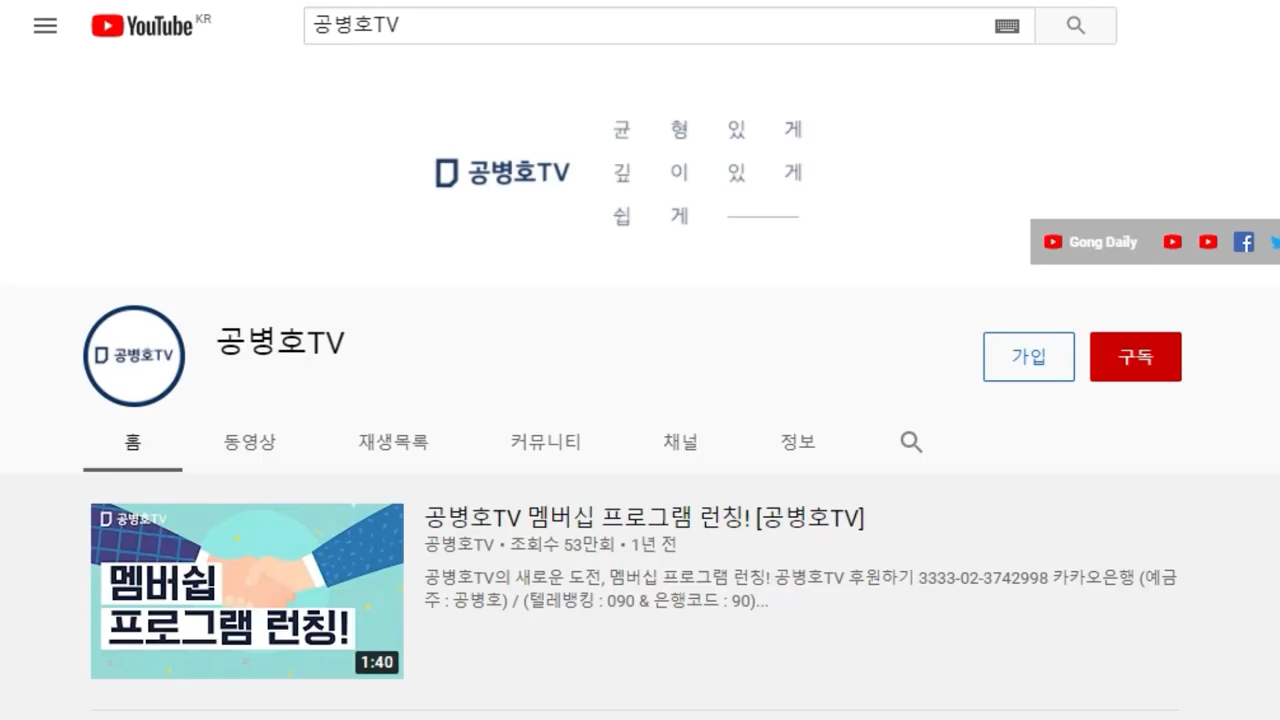 YouTube KR
공병호TV
균형있게
공병호TV
깊이있게
쉽게
Gong Daily
공병호TV
공병호TV
가입
구독
홈
동영상
재생목록
커뮤니티
채널
정보
공병호TV
멤버쉽
프로그램 런칭!
1:40
공병호TV 멤버십 프로그램 런칭! [공병호TV]
공병호TV • 조회수 53만회 • 1년 전
공병호TV의 새로운 도전, 멤버십 프로그램 런칭! 공병호TV 후원하기 3333-02-3742998 카카오은행 (예금
주 : 공병호) / (텔레뱅킹 : 090 & 은행코드 : 90)...